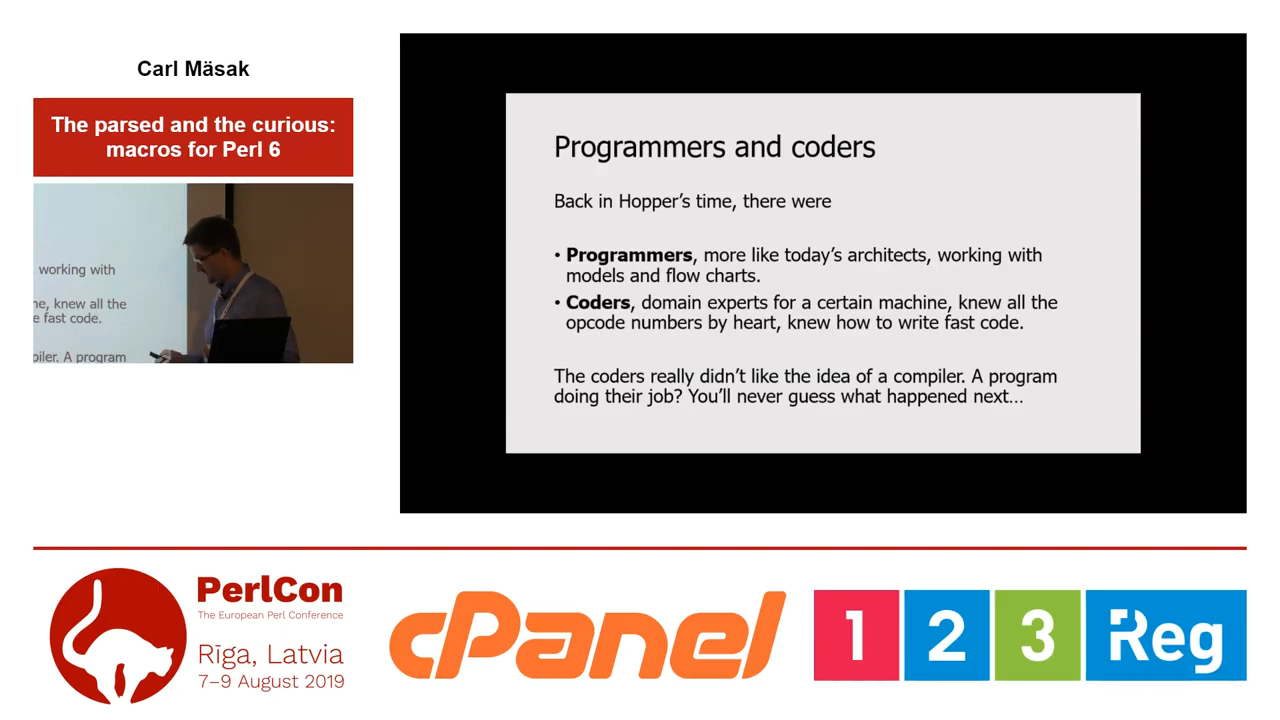 Carl Mäsak
The parsed and the curious:
macros for Perl 6
working with
ne, knew all the
e fast code.
piler. A program
Programmers and coders
Back in Hopper's time, there were
• Programmers, more like today's architects, working with
models and flow charts.
• Coders, domain experts for a certain machine, knew all the
opcode numbers by heart, knew how to write fast code.
The coders really didn't like the idea of a compiler. A program
doing their job? You'll never guess what happened next...
PerlCon
The European Perl Conference
Rīga, Latvia
7–9 August 2019
cPanel
1 2 3 Reg